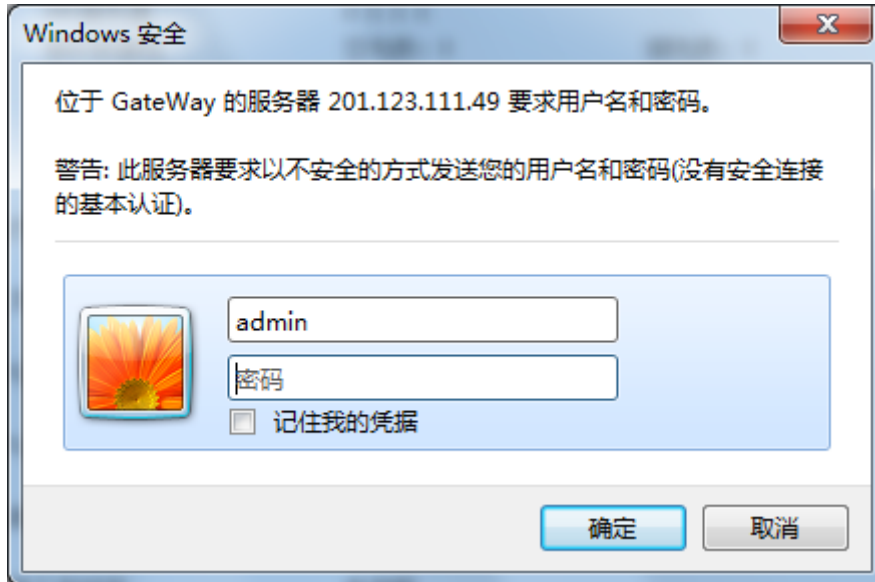 Windows 安全
位于 GateWay 的服务器 201.123.111.49 要求用户名和密码。
警告: 此服务器要求以不安全的方式发送您的用户名和密码(没有安全连接
的基本认证)。
admin
密码
记住我的凭据
确定
取消